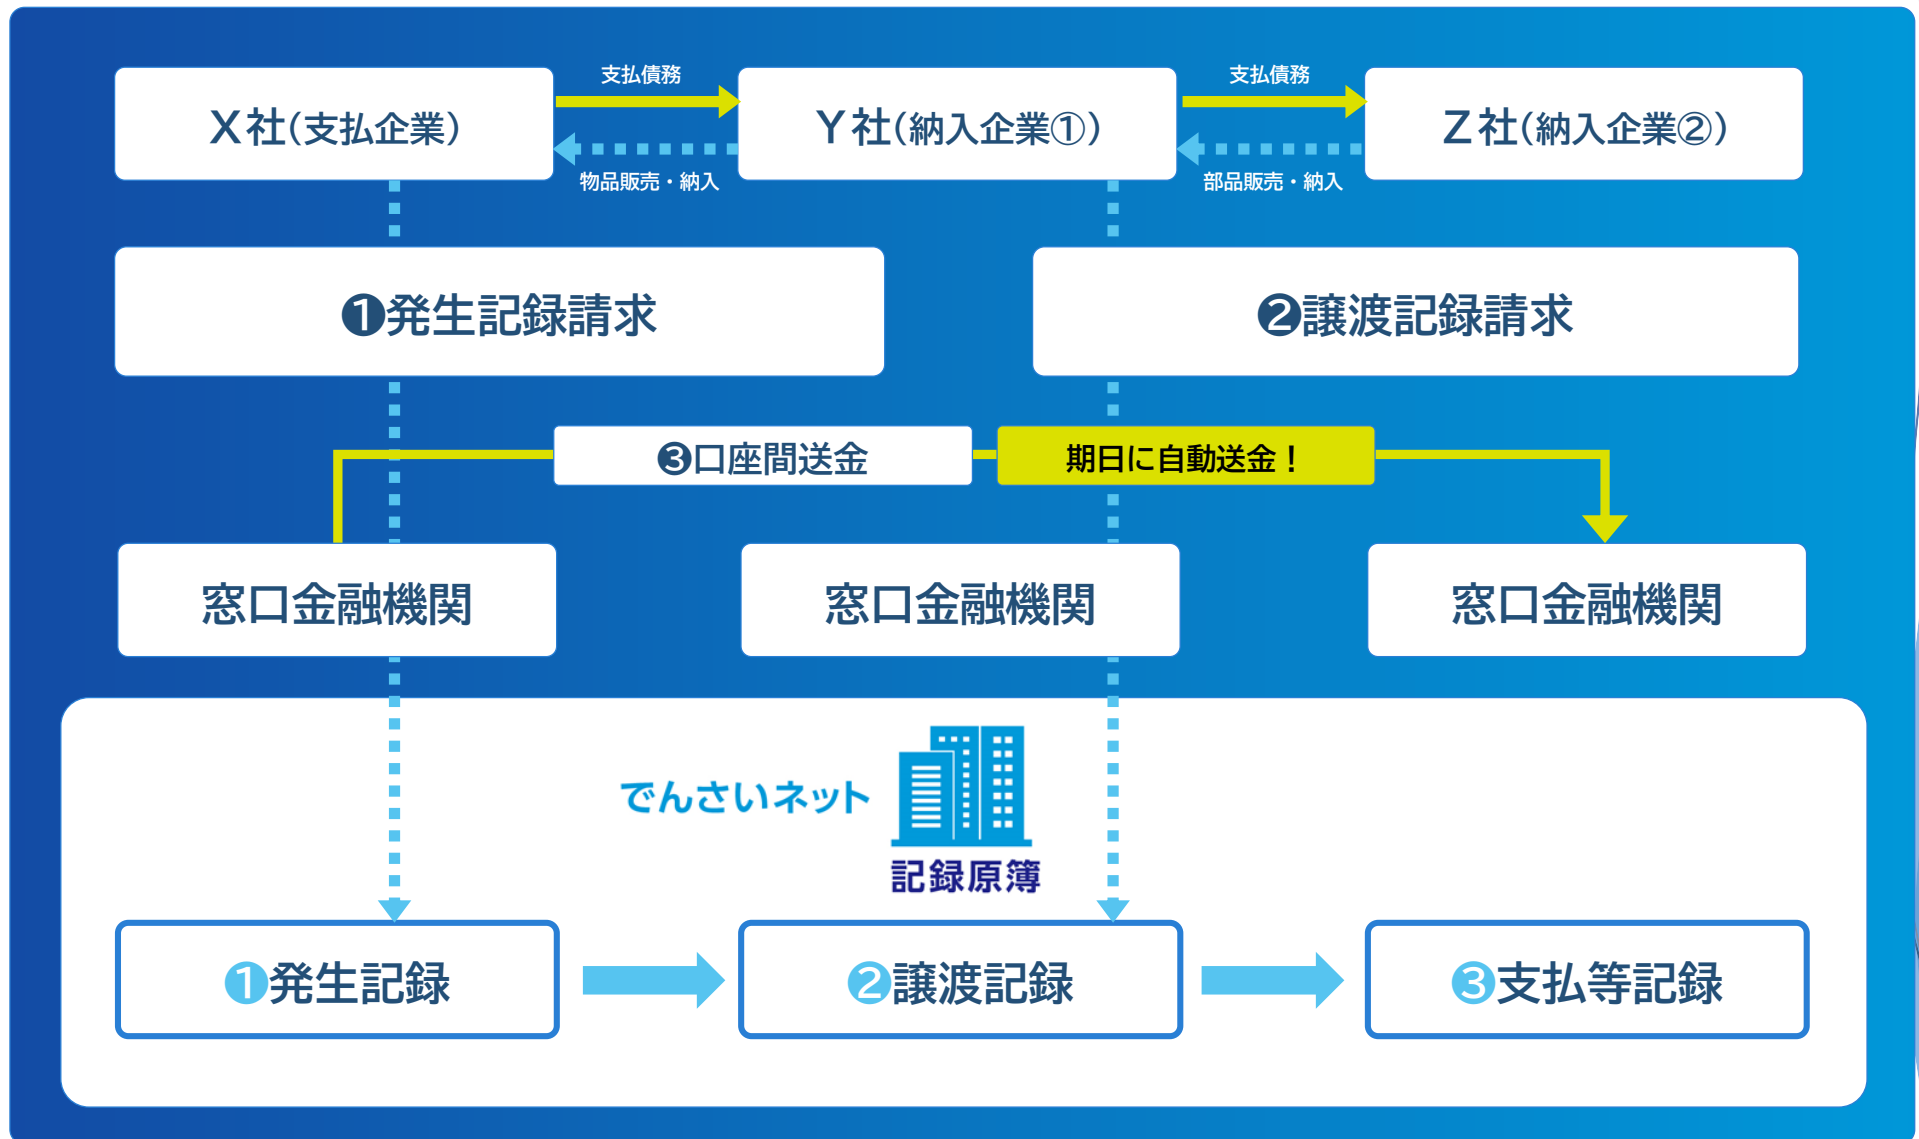 支払債務
支払債務
X社(支払企業)
Y社(納入企業①)
Z社(納入企業②)
物品販売・納入
部品販売・納入
❶発生記録請求
❷譲渡記録請求
❸口座間送金
期日に自動送金！
窓口金融機関
窓口金融機関
窓口金融機関
でんさいネット
記録原簿
❶発生記録
❷譲渡記録
❸支払等記録